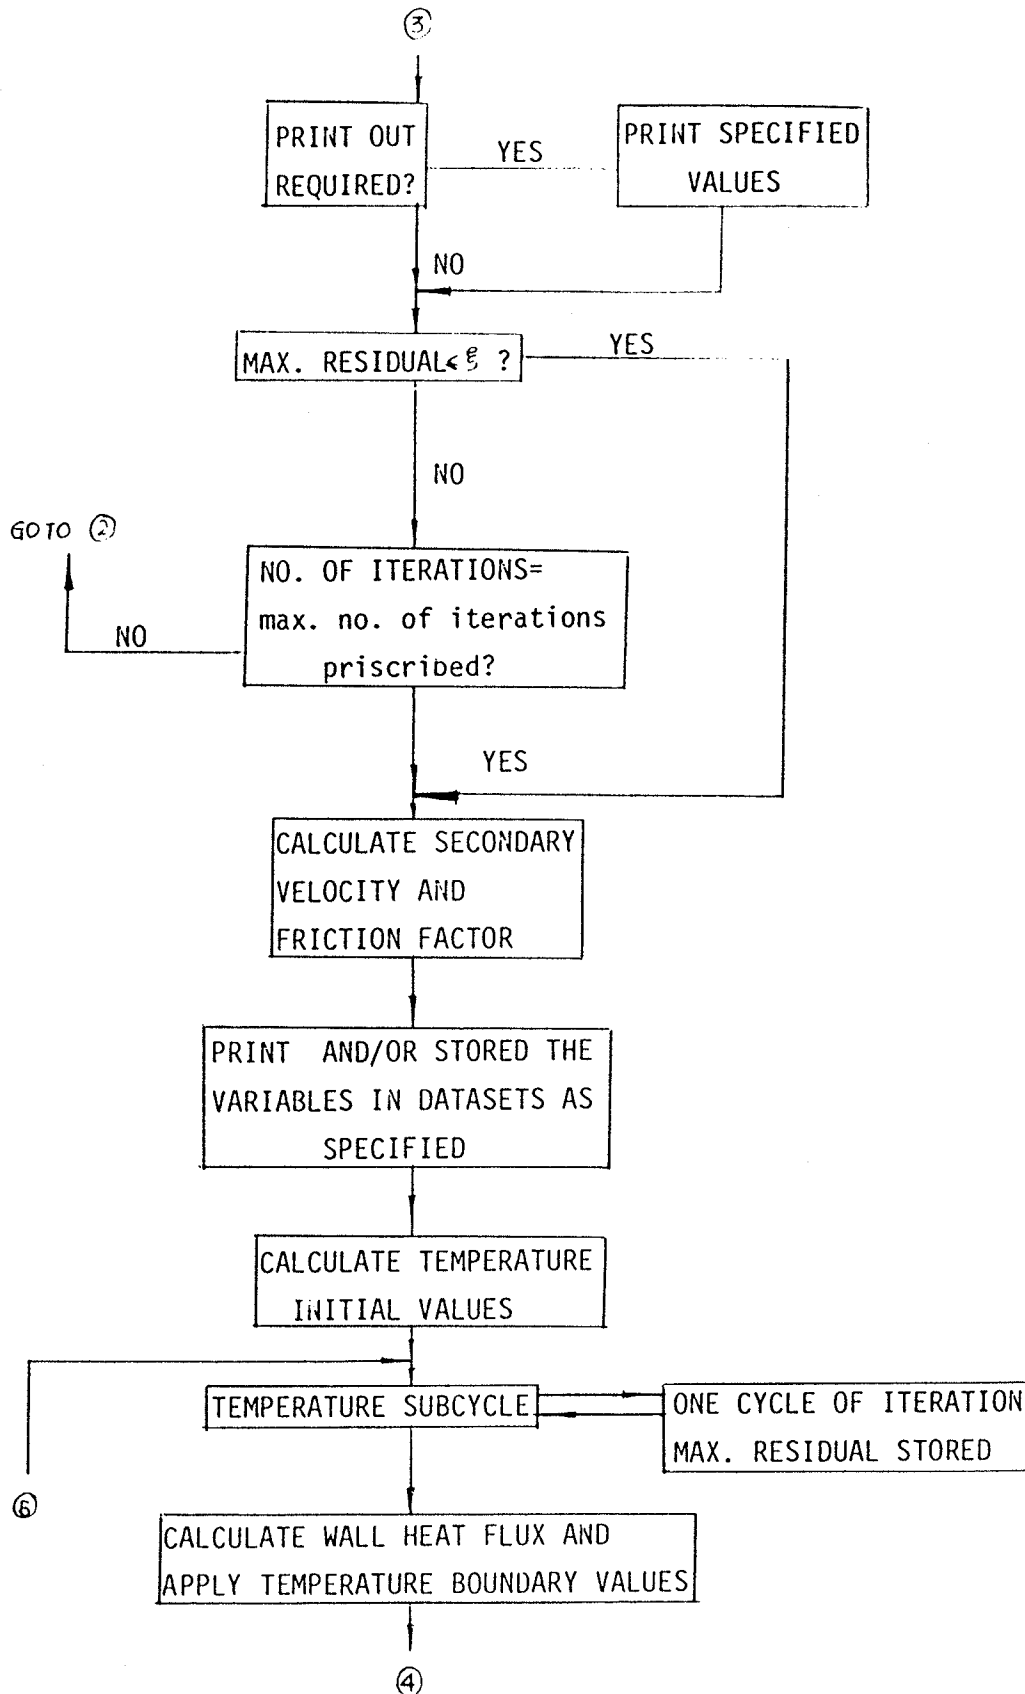 ③
PRINT OUT
REQUIRED?
YES
PRINT SPECIFIED
VALUES
NO
MAX. RESIDUAL< ξ ?
YES
NO
GO TO ②
NO. OF ITERATIONS=
max. no. of iterations
priscribed?
NO
YES
CALCULATE SECONDARY
VELOCITY AND
FRICTION FACTOR
PRINT AND/OR STORED THE
VARIABLES IN DATASETS AS
SPECIFIED
CALCULATE TEMPERATURE
INITIAL VALUES
TEMPERATURE SUBCYCLE
ONE CYCLE OF ITERATION
MAX. RESIDUAL STORED
⑥
CALCULATE WALL HEAT FLUX AND
APPLY TEMPERATURE BOUNDARY VALUES
④